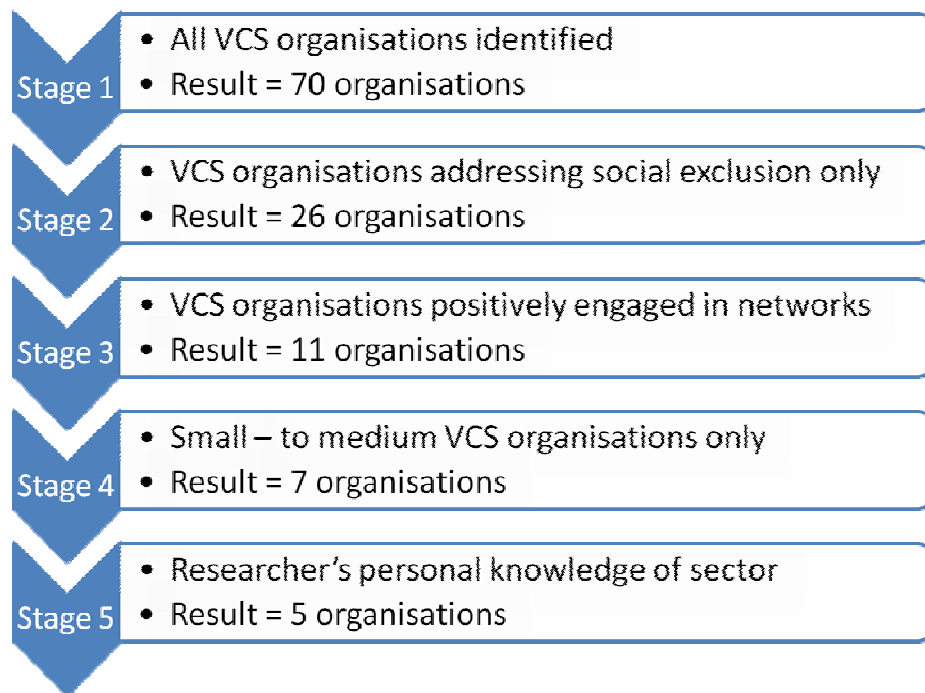 Stage 1
• All VCS organisations identified
• Result = 70 organisations
Stage 2
• VCS organisations addressing social exclusion only
• Result = 26 organisations
Stage 3
• VCS organisations positively engaged in networks
• Result = 11 organisations
Stage 4
• Small – to medium VCS organisations only
• Result = 7 organisations
Stage 5
• Researcher’s personal knowledge of sector
• Result = 5 organisations